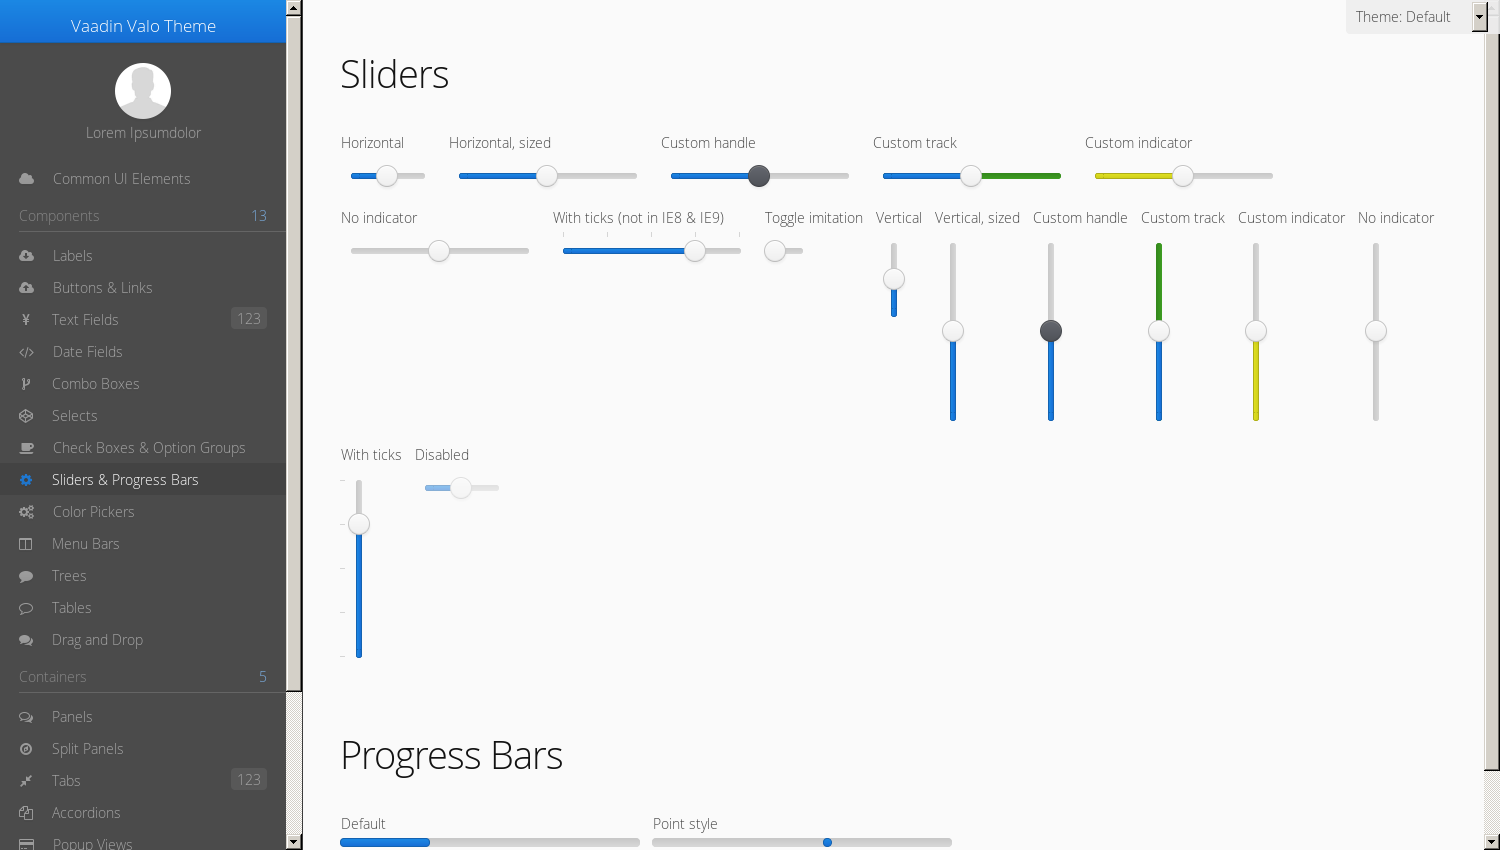 Vaadin Valo Theme
Lorem Ipsumdolor
Common UI Elements
Components 13
Labels
Buttons & Links
Text Fields 123
Date Fields
Combo Boxes
Selects
Check Boxes & Option Groups
Sliders & Progress Bars
Color Pickers
Menu Bars
Trees
Tables
Drag and Drop
Containers 5
Panels
Split Panels
Tabs 123
Accordions
Popup Views
Theme: Default
Sliders
Horizontal
Horizontal, sized
Custom handle
Custom track
Custom indicator
No indicator
With ticks (not in IE8 & IE9)
Toggle imitation
Vertical
Vertical, sized
Custom handle
Custom track
Custom indicator
No indicator
With ticks
Disabled
Progress Bars
Default
Point style